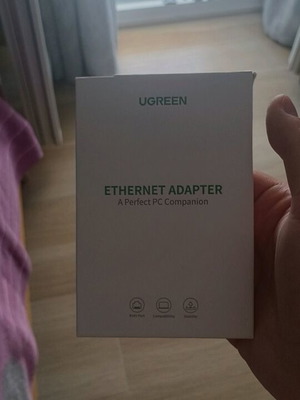 UGREEN
ETHERNET ADAPTER
A Perfect PC Companion